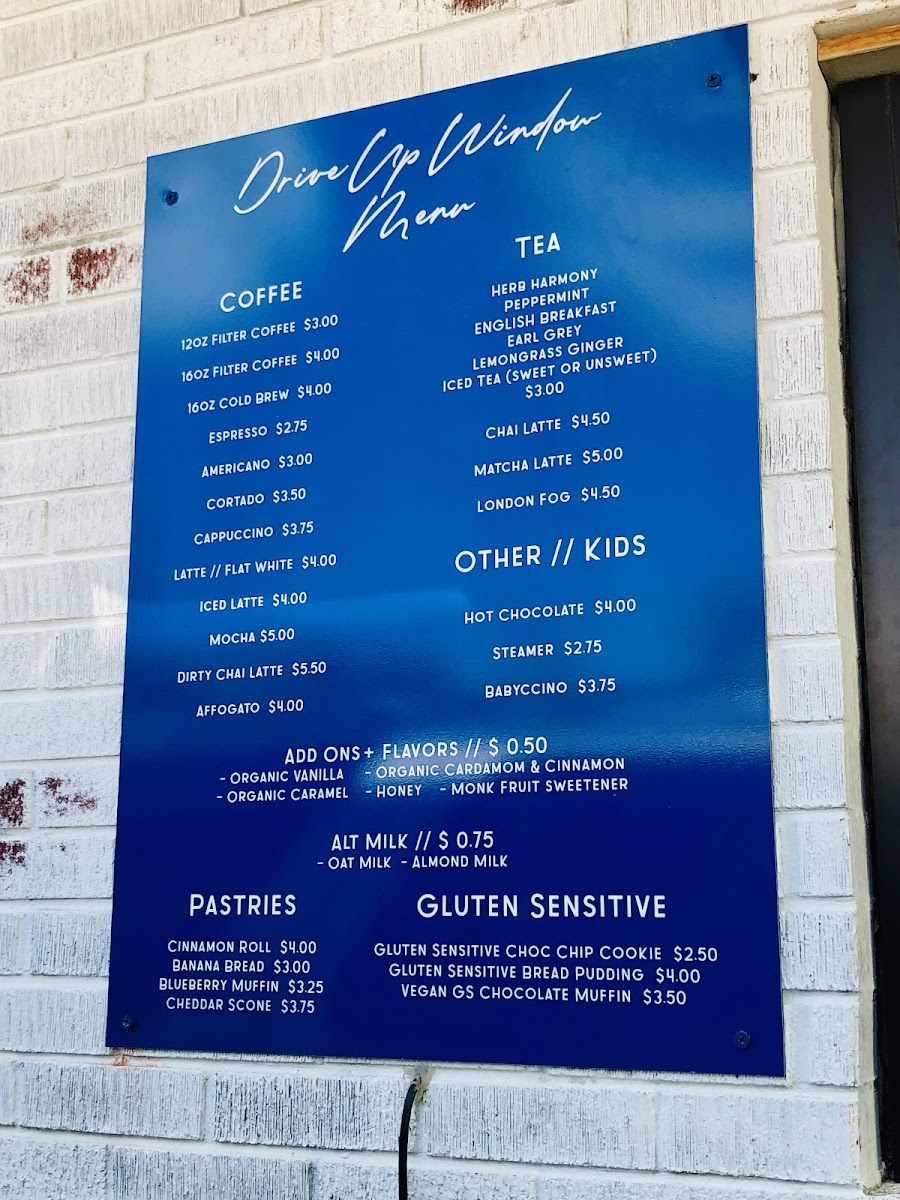 Drive Up Window
Menu
COFFEE
12oz Filter Coffee $3.00
16oz Filter Coffee $4.00
16oz Cold Brew $4.00
Espresso $2.75
Americano $3.00
Cortado $3.50
Cappuccino $3.75
Latte // Flat White $4.00
Iced Latte $4.00
Mocha $5.00
Dirty Chai Latte $5.50
Affogato $4.00
TEA
Herb Harmony
Peppermint
English Breakfast
Earl Grey
Lemongrass Ginger
Iced Tea (Sweet or Unsweet)
$3.00
Chai Latte $4.50
Matcha Latte $5.00
London Fog $4.50
Other // Kids
Hot Chocolate $4.00
Steamer $2.75
Babyccino $3.75
Add Ons+ Flavors // $ 0.50
- Organic Vanilla - Organic Cardamom & Cinnamon
- Organic Caramel - Honey - Monk Fruit Sweetener
Alt Milk // $ 0.75
- Oat Milk - Almond Milk
Pastries
Cinnamon Roll $4.00
Banana Bread $3.00
Blueberry Muffin $3.25
Cheddar Scone $3.75
Gluten Sensitive
Gluten Sensitive Choc Chip Cookie $2.50
Gluten Sensitive Bread Pudding $4.00
Vegan GS Chocolate Muffin $3.50